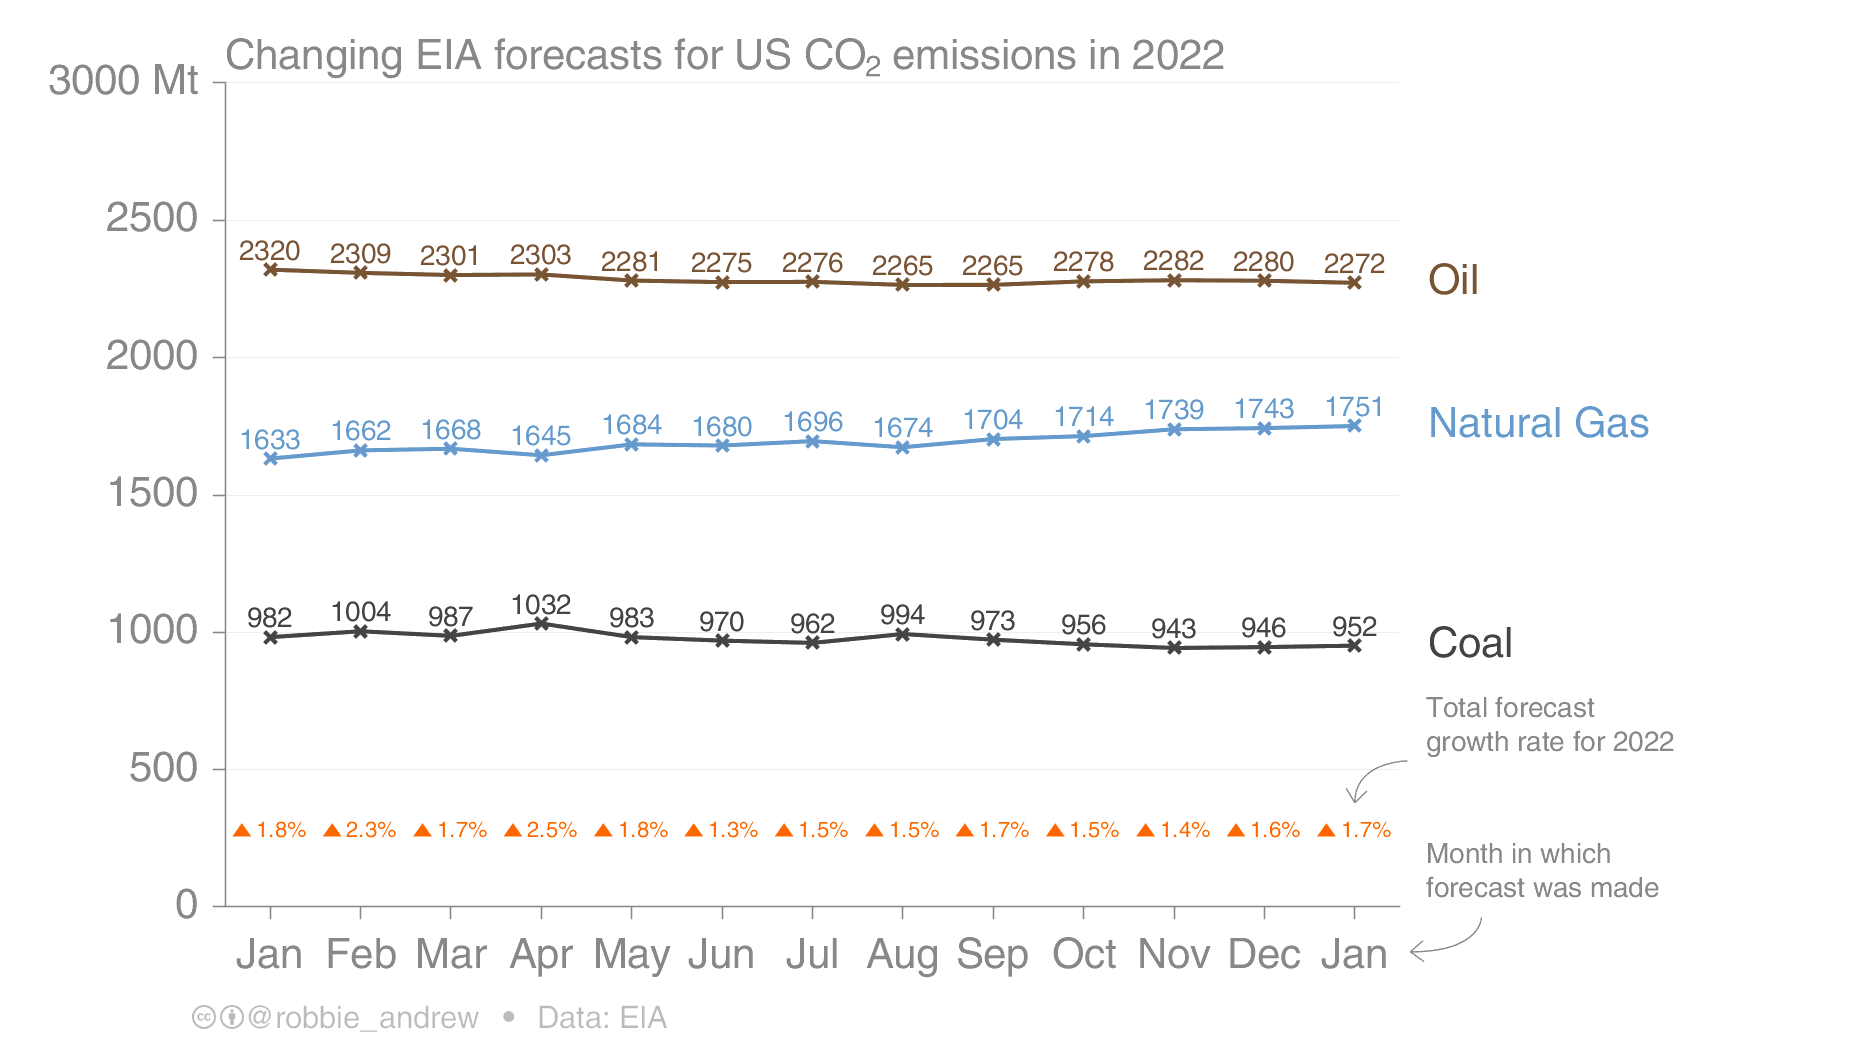 Changing EIA forecasts for US CO₂ emissions in 2022
3000 Mt
2500
2320 2309 2301 2303 2281 2275 2276 2265 2265 2278 2282 2280 2272
Oil
2000
1633 1662 1668 1645 1684 1680 1696 1674 1704 1714 1739 1743 1751
Natural Gas
1500
982 1004 987 1032 983 970 962 994 973 956 943 946 952
1000
Coal
Total forecast
growth rate for 2022
500
▲ 1.8% ▲ 2.3% ▲ 1.7% ▲ 2.5% ▲ 1.8% ▲ 1.3% ▲ 1.5% ▲ 1.5% ▲ 1.7% ▲ 1.5% ▲ 1.4% ▲ 1.6% ▲ 1.7%
Month in which
forecast was made
0
Jan Feb Mar Apr May Jun Jul Aug Sep Oct Nov Dec Jan
cc @robbie_andrew • Data: EIA